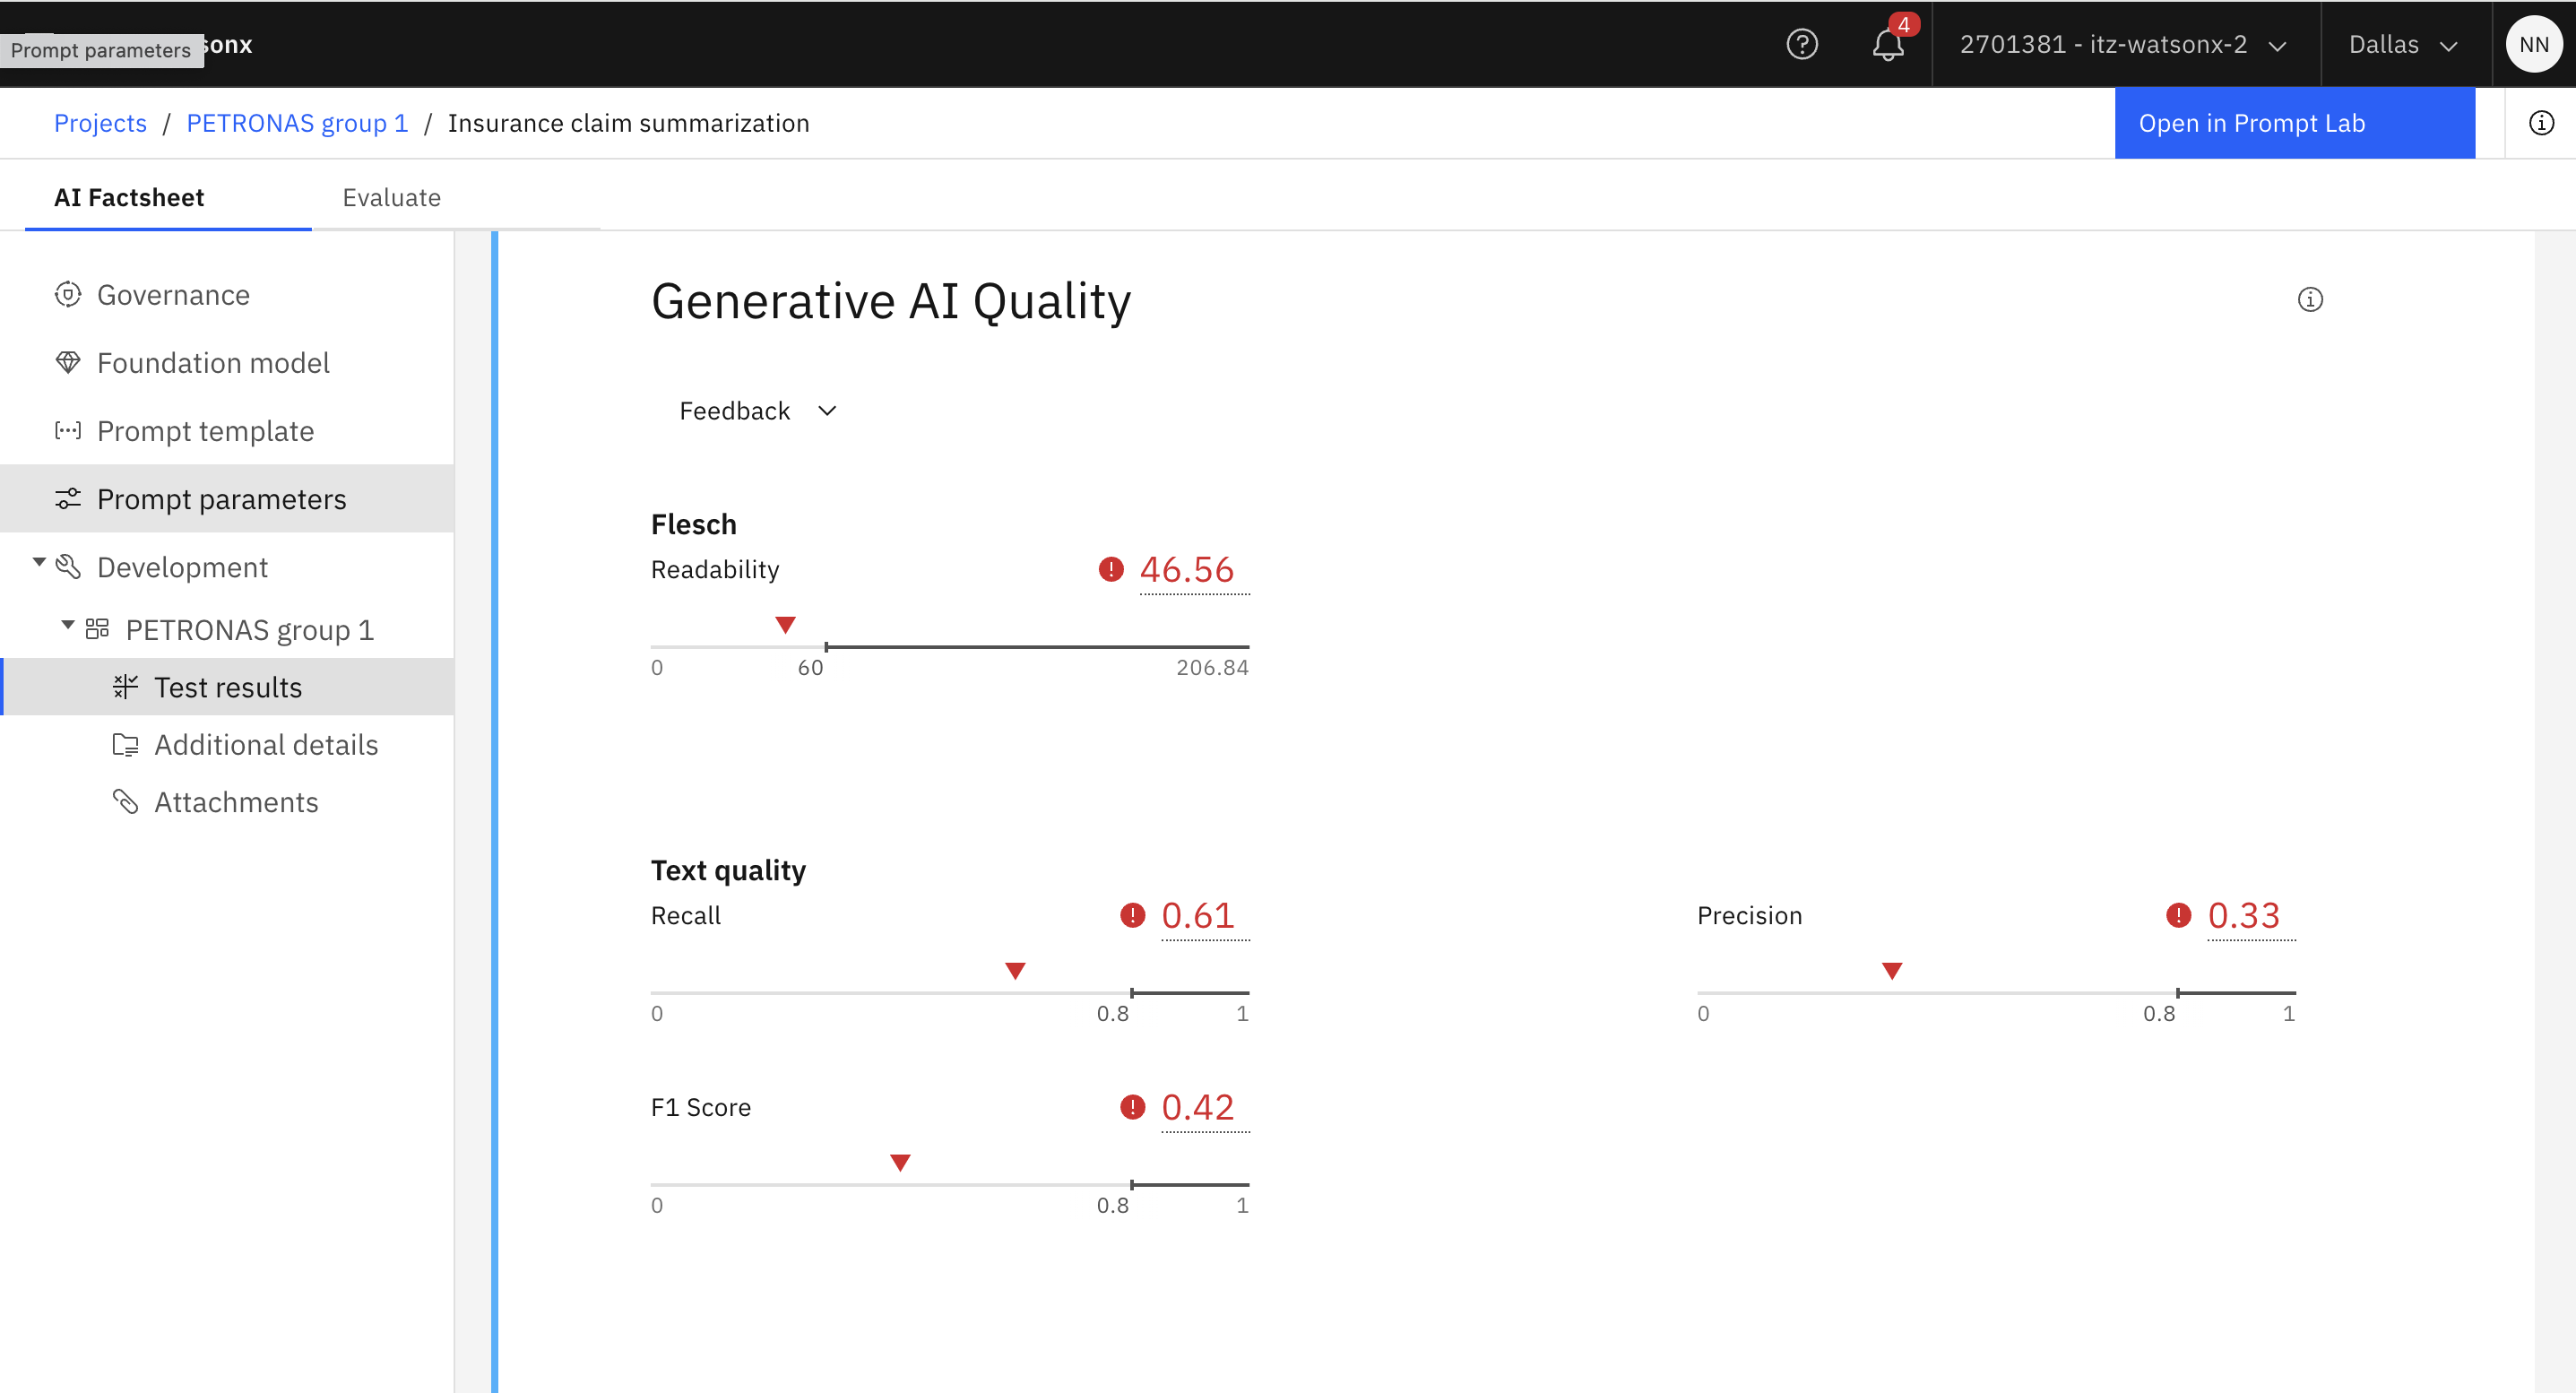 Prompt parameters
sonx
4
2701381 - itz-watsonx-2
Dallas
NN
Projects / PETRONAS group 1 / Insurance claim summarization
Open in Prompt Lab
AI Factsheet
Evaluate
Governance
Foundation model
Prompt template
Prompt parameters
Development
PETRONAS group 1
Test results
Additional details
Attachments
Generative AI Quality
Feedback
Flesch
Readability
46.56
0 60 206.84
Text quality
Recall
0.61
0 0.8 1
Precision
0.33
0 0.8 1
F1 Score
0.42
0 0.8 1